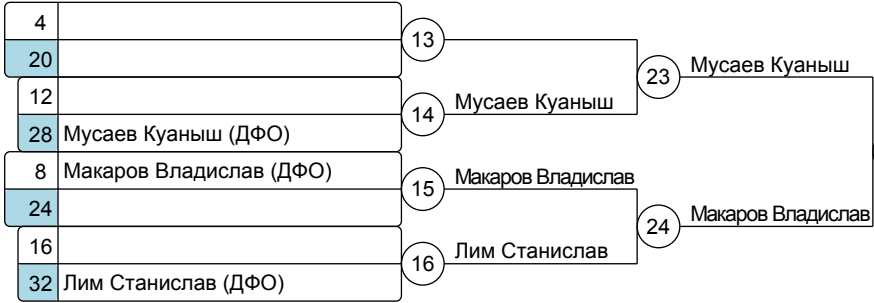 4
13
20
23 Мусаев Куаныш
12
14 Мусаев Куаныш
28 Мусаев Куаныш (ДФО)
8 Макаров Владислав (ДФО)
15 Макаров Владислав
24
24 Макаров Владислав
16
16 Лим Станислав
32 Лим Станислав (ДФО)